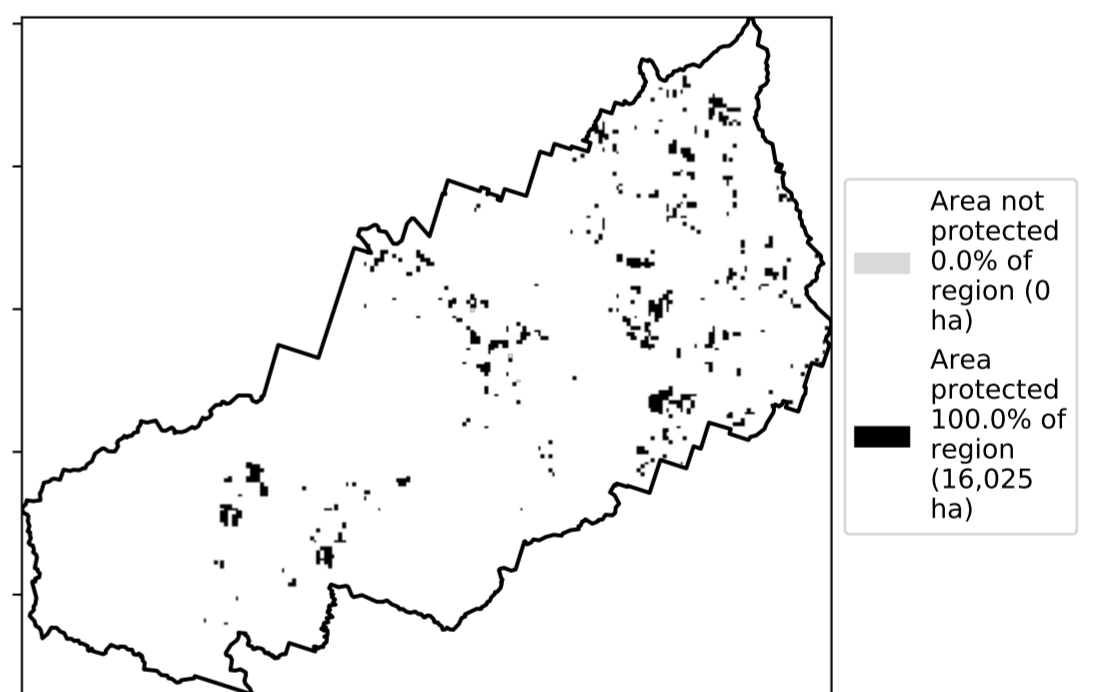 Area not
protected
0.0% of
region (0
ha)
Area
protected
100.0% of
region
(16,025
ha)